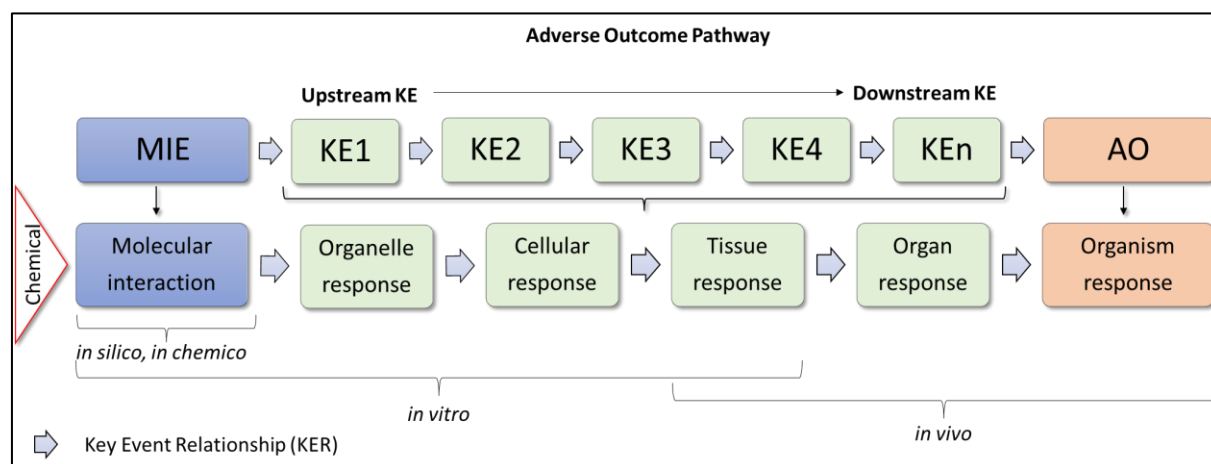 Adverse Outcome Pathway
Upstream KE
Downstream KE
MIE
KE1
KE2
KE3
KE4
KEn
AO
Chemical
Molecular
interaction
Organelle
response
Cellular
response
Tissue
response
Organ
response
Organism
response
in silico, in chemico
in vitro
in vivo
Key Event Relationship (KER)